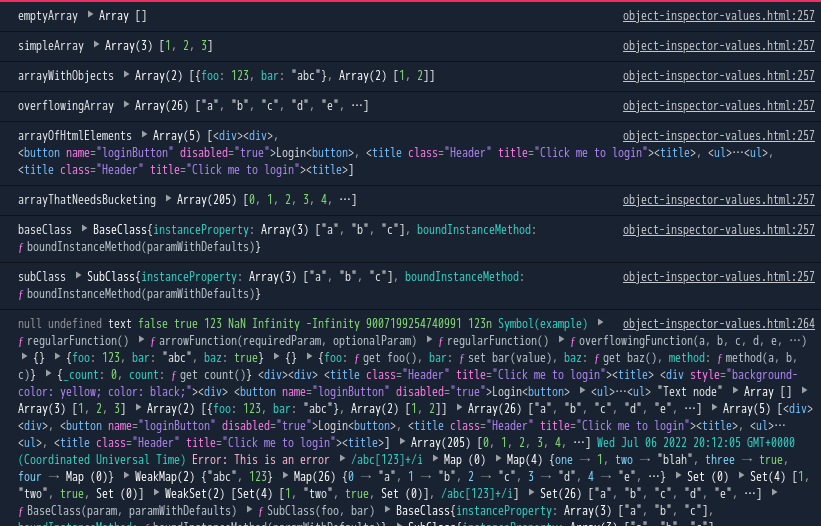 emptyArray ▶ Array [] object-inspector-values.html:257
simpleArray ▶ Array(3) [1, 2, 3] object-inspector-values.html:257
arrayWithObjects ▶ Array(2) [{foo: 123, bar: "abc"}, Array(2) [1, 2]] object-inspector-values.html:257
overflowingArray ▶ Array(26) ["a", "b", "c", "d", "e", …] object-inspector-values.html:257
arrayOfHtmlElements ▶ Array(5) [<div><div>, object-inspector-values.html:257
<button name="loginButton" disabled="true">Login<button>, <title class="Header" title="Click me to login"><title>, <ul>…<ul>,
<title class="Header" title="Click me to login"><title>]
arrayThatNeedsBucketing ▶ Array(205) [0, 1, 2, 3, 4, …] object-inspector-values.html:257
baseClass ▶ BaseClass{instanceProperty: Array(3) ["a", "b", "c"], boundInstanceMethod: object-inspector-values.html:257
ƒ boundInstanceMethod(paramWithDefaults)}
subClass ▶ SubClass{instanceProperty: Array(3) ["a", "b", "c"], boundInstanceMethod: object-inspector-values.html:257
ƒ boundInstanceMethod(paramWithDefaults)}
null undefined text false true 123 NaN Infinity -Infinity 9007199254740991 123n Symbol(example) ▶ object-inspector-values.html:264
ƒ regularFunction() ▶ ƒ arrowFunction(requiredParam, optionalParam) ▶ ƒ regularFunction() ▶ ƒ overflowingFunction(a, b, c, d, e, …)
▶ {} ▶ {foo: 123, bar: "abc", baz: true} ▶ {} ▶ {foo: ƒ get foo(), bar: ƒ set bar(value), baz: ƒ get baz(), method: ƒ method(a, b,
c)} ▶ {_count: 0, count: ƒ get count()} <div><div> <title class="Header" title="Click me to login"><title> <div style="background-
color: yellow; color: black;"><div> <button name="loginButton" disabled="true">Login<button> ▶ <ul>…<ul> "Text node" ▶ Array [] ▶
Array(3) [1, 2, 3] ▶ Array(2) [{foo: 123, bar: "abc"}, Array(2) [1, 2]] ▶ Array(26) ["a", "b", "c", "d", "e", …] ▶ Array(5) [<div>
<div>, <button name="loginButton" disabled="true">Login<button>, <title class="Header" title="Click me to login"><title>, <ul>…
<ul>, <title class="Header" title="Click me to login"><title>] ▶ Array(205) [0, 1, 2, 3, 4, …] Wed Jul 06 2022 20:12:05 GMT+0000
(Coordinated Universal Time) Error: This is an error ▶ /abc[123]+/i ▶ Map (0) ▶ Map(4) {one → 1, two → "blah", three → true,
four → Map (0)} ▶ WeakMap(2) {"abc", 123} ▶ Map(26) {0 → "a", 1 → "b", 2 → "c", 3 → "d", 4 → "e", …} ▶ Set (0) ▶ Set(4) [1,
"two", true, Set (0)] ▶ WeakSet(2) [Set(4) [1, "two", true, Set (0)], /abc[123]+/i] ▶ Set(26) ["a", "b", "c", "d", "e", …] ▶ ƒ
BaseClass(param, paramWithDefaults) ▶ ƒ SubClass(foo, bar) ▶ BaseClass{instanceProperty: Array(3) ["a", "b", "c"],
boundInstanceMethod: ƒ boundInstanceMethod(paramWithDefaults)} ▶ SubClass{instanceProperty: Array(3) ["a", "b", "c"],